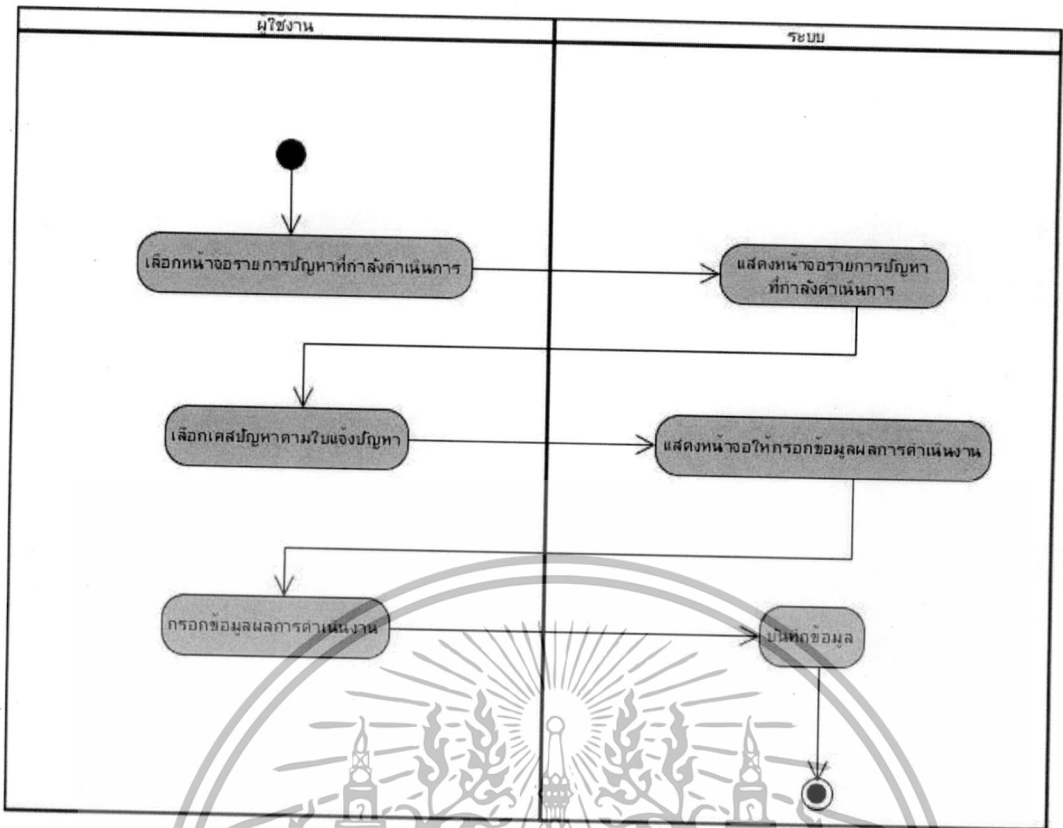 ผู้ใช้งาน
ระบบ
เลือกหน้าจอรายการปัญหาที่กำลังดำเนินการ
แสดงหน้าจอรายการปัญหา
ที่กำลังดำเนินการ
เลือกเคสปัญหาตามใบแจ้งปัญหา
แสดงหน้าจอให้กรอกข้อมูลผลการดำเนินงาน
กรอกข้อมูลผลการดำเนินงาน
บันทึกข้อมูล